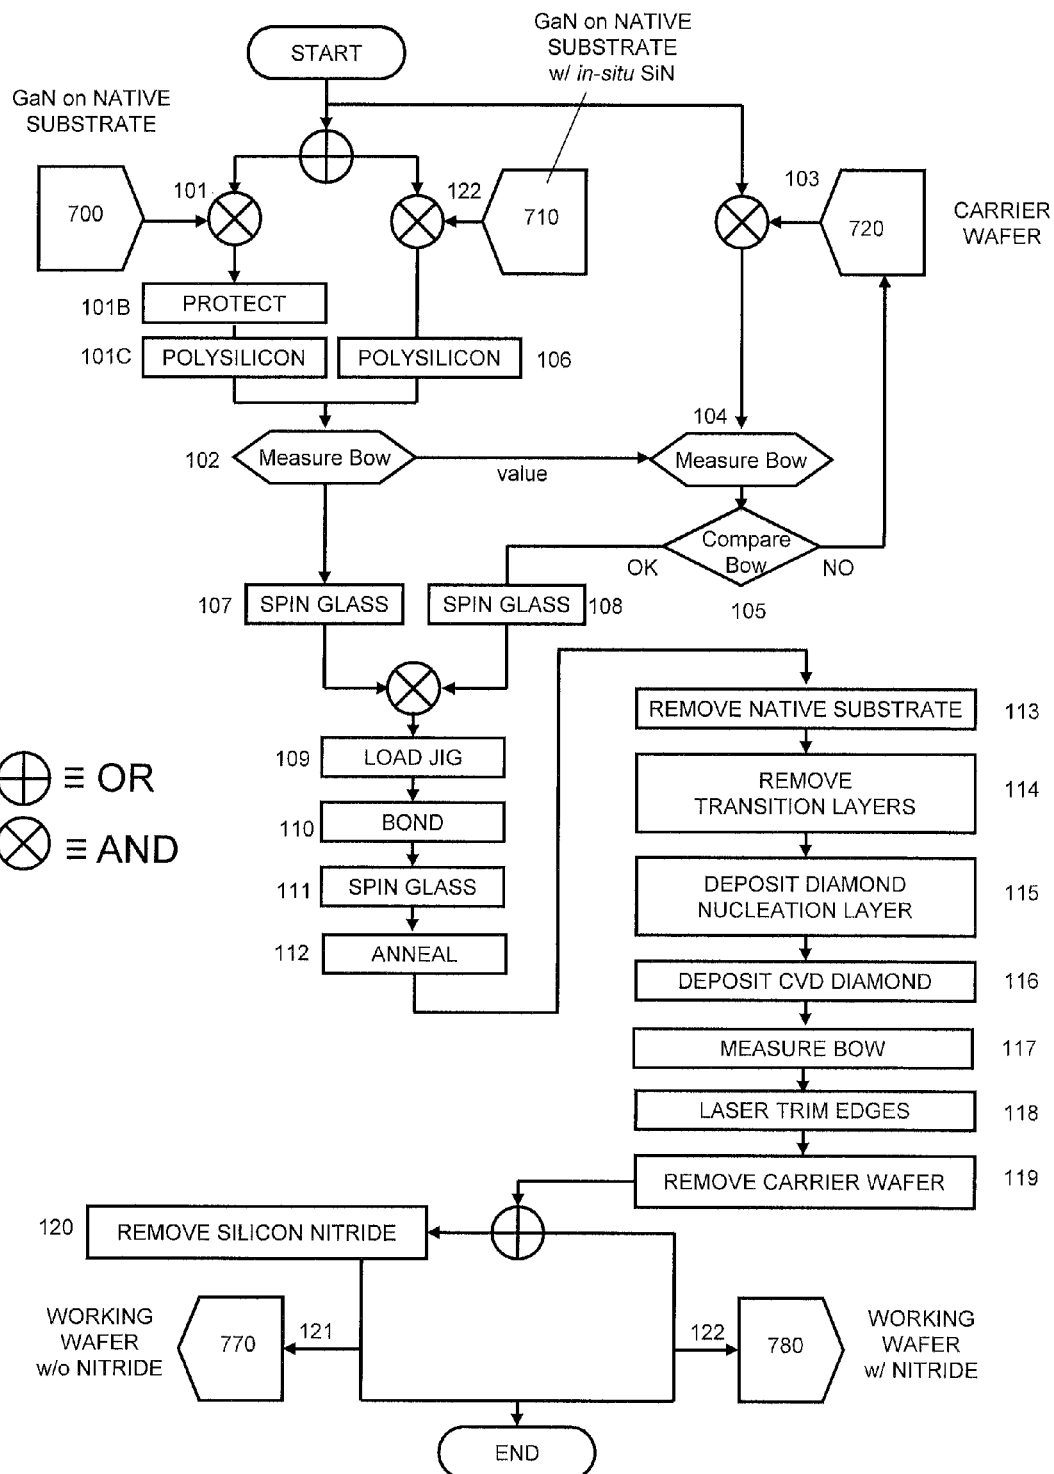 START
GaN on NATIVE
SUBSTRATE
w/ in-situ SiN
GaN on NATIVE
SUBSTRATE
700
101
122
710
103
720
CARRIER
WAFER
101B
PROTECT
101C
POLYSILICON
POLYSILICON
106
102
Measure Bow
value
104
Measure Bow
Compare
Bow
OK
NO
105
107
SPIN GLASS
SPIN GLASS
108
≡ OR
≡ AND
109
LOAD JIG
110
BOND
111
SPIN GLASS
112
ANNEAL
REMOVE NATIVE SUBSTRATE
113
REMOVE
TRANSITION LAYERS
114
DEPOSIT DIAMOND
NUCLEATION LAYER
115
DEPOSIT CVD DIAMOND
116
MEASURE BOW
117
LASER TRIM EDGES
118
REMOVE CARRIER WAFER
119
120
REMOVE SILICON NITRIDE
WORKING
WAFER
w/o NITRIDE
770
121
122
780
WORKING
WAFER
w/ NITRIDE
END